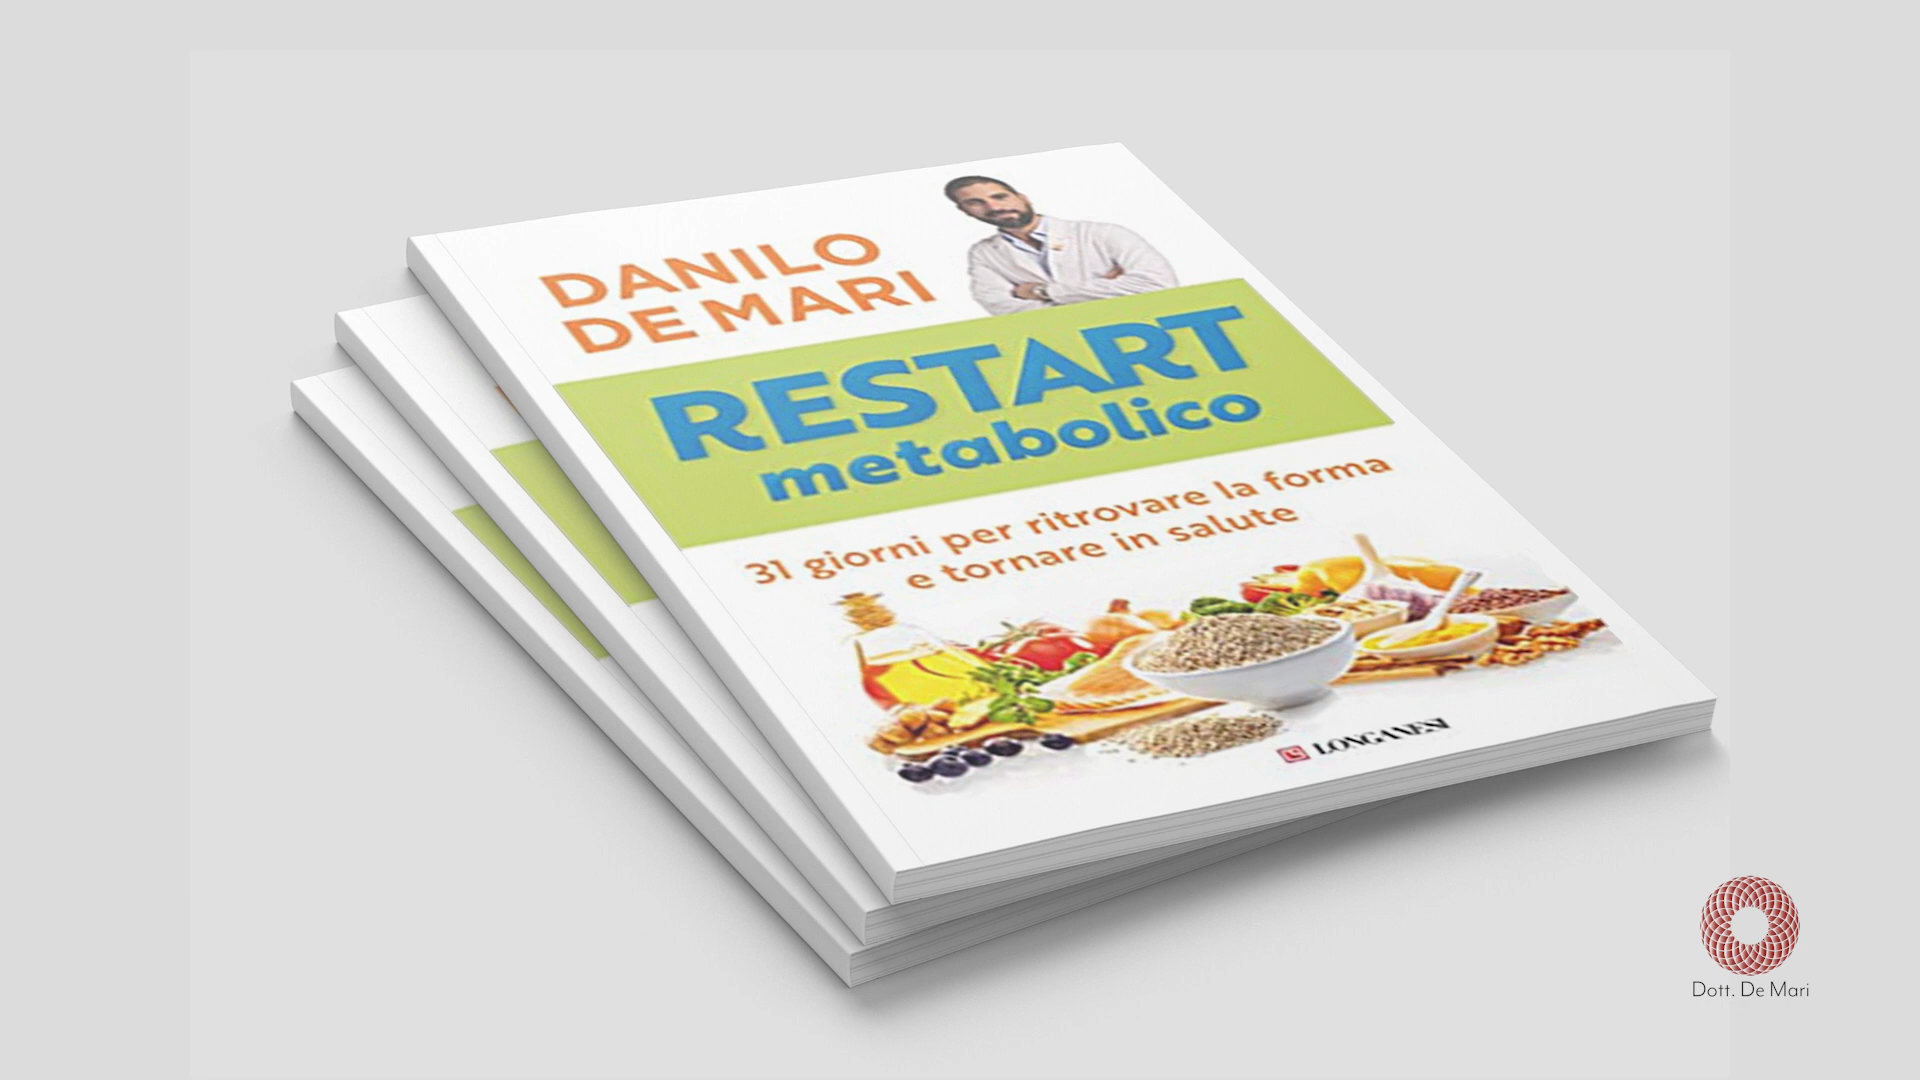 DANILO
DE MARI
RESTART
metabolico
31 giorni per ritrovare la forma
e tornare in salute
LONGANESI
Dott. De Mari